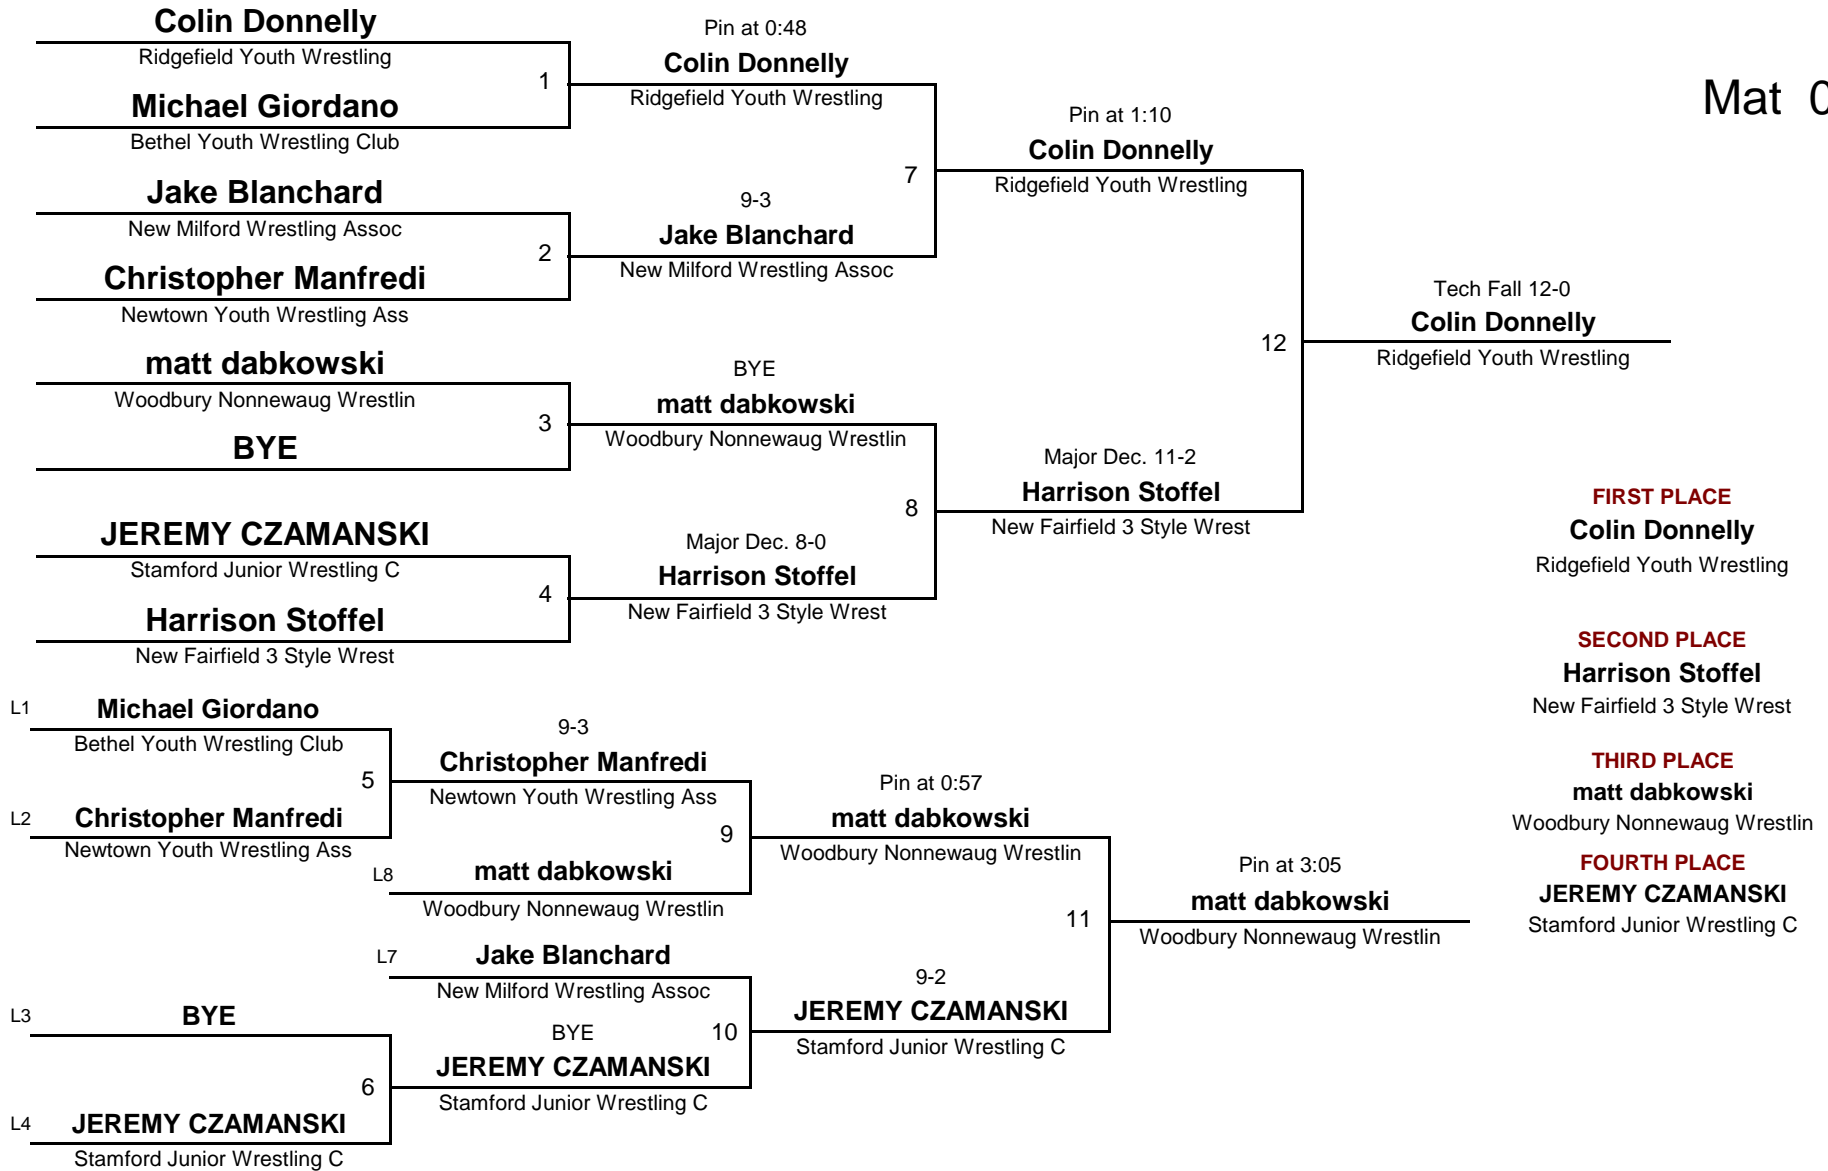 Colin Donnelly
Ridgefield Youth Wrestling
1
Michael Giordano
Bethel Youth Wrestling Club
Jake Blanchard
New Milford Wrestling Assoc
2
Christopher Manfredi
Newtown Youth Wrestling Ass
matt dabkowski
Woodbury Nonnewaug Wrestlin
3
BYE
JEREMY CZAMANSKI
Stamford Junior Wrestling C
4
Harrison Stoffel
New Fairfield 3 Style Wrest
Pin at 0:48
Colin Donnelly
Ridgefield Youth Wrestling
7
9-3
Jake Blanchard
New Milford Wrestling Assoc
BYE
matt dabkowski
Woodbury Nonnewaug Wrestlin
8
Major Dec. 8-0
Harrison Stoffel
New Fairfield 3 Style Wrest
Pin at 1:10
Colin Donnelly
Ridgefield Youth Wrestling
12
Major Dec. 11-2
Harrison Stoffel
New Fairfield 3 Style Wrest
Mat 0
Tech Fall 12-0
Colin Donnelly
Ridgefield Youth Wrestling
FIRST PLACE
Colin Donnelly
Ridgefield Youth Wrestling
SECOND PLACE
Harrison Stoffel
New Fairfield 3 Style Wrest
THIRD PLACE
matt dabkowski
Woodbury Nonnewaug Wrestlin
FOURTH PLACE
JEREMY CZAMANSKI
Stamford Junior Wrestling C
L1 Michael Giordano
Bethel Youth Wrestling Club
5
L2 Christopher Manfredi
Newtown Youth Wrestling Ass
L3 BYE
6
L4 JEREMY CZAMANSKI
Stamford Junior Wrestling C
9-3
Christopher Manfredi
Newtown Youth Wrestling Ass
9
L8 matt dabkowski
Woodbury Nonnewaug Wrestlin
L7 Jake Blanchard
New Milford Wrestling Assoc
BYE 10
JEREMY CZAMANSKI
Stamford Junior Wrestling C
Pin at 0:57
matt dabkowski
Woodbury Nonnewaug Wrestlin
11
9-2
JEREMY CZAMANSKI
Stamford Junior Wrestling C
Pin at 3:05
matt dabkowski
Woodbury Nonnewaug Wrestlin